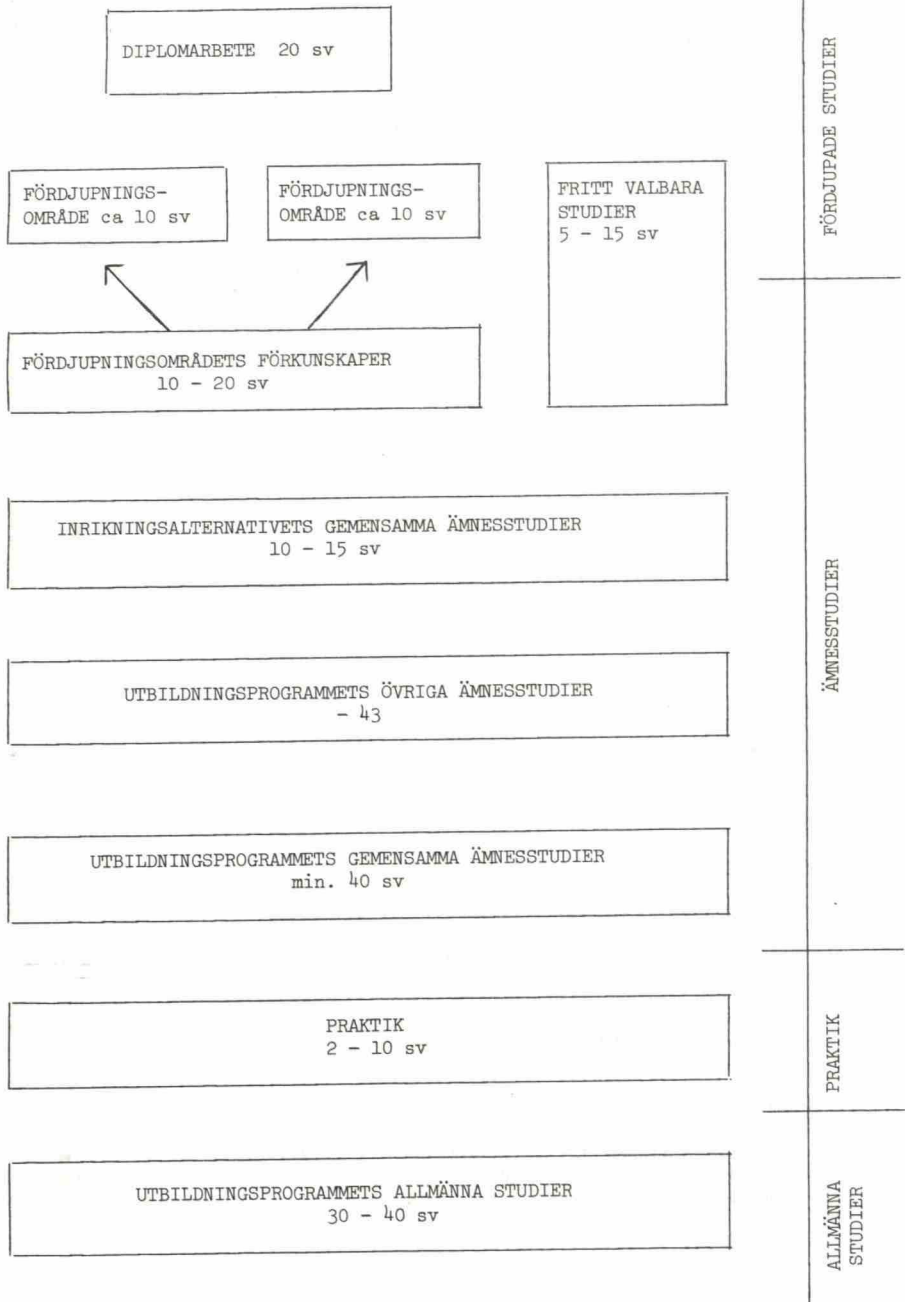 DIPLOMARBETE 20 sv
FÖRDJUPNINGS-
OMRÅDE ca 10 sv
FÖRDJUPNINGS-
OMRÅDE ca 10 sv
FRITT VALBARA
STUDIER
5 - 15 sv
FÖRDJUPADE STUDIER
FÖRDJUPNINGSOMRÅDETS FÖRKUNSKAPER
10 - 20 sv
INRIKNINGSALTERNATIVETS GEMENSAMMA ÄMNESSTUDIER
10 - 15 sv
UTBILDNINGSPROGRAMMETS ÖVRIGA ÄMNESSTUDIER
- 43
UTBILDNINGSPROGRAMMETS GEMENSAMMA ÄMNESSTUDIER
min. 40 sv
ÄMNESSTUDIER
PRAKTIK
2 - 10 sv
PRAKTIK
UTBILDNINGSPROGRAMMETS ALLMÄNNA STUDIER
30 - 40 sv
ALLMÄNNA
STUDIER